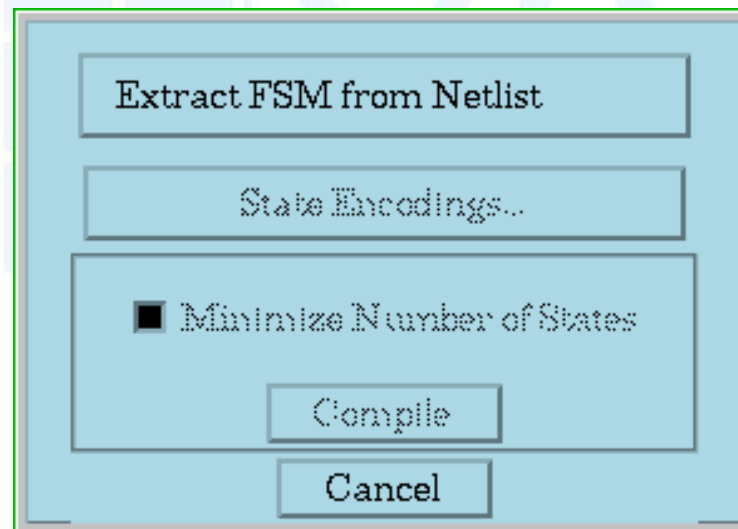 Extract FSM from Netlist
State Encodings...
Minimize Number of States
Compile
Cancel